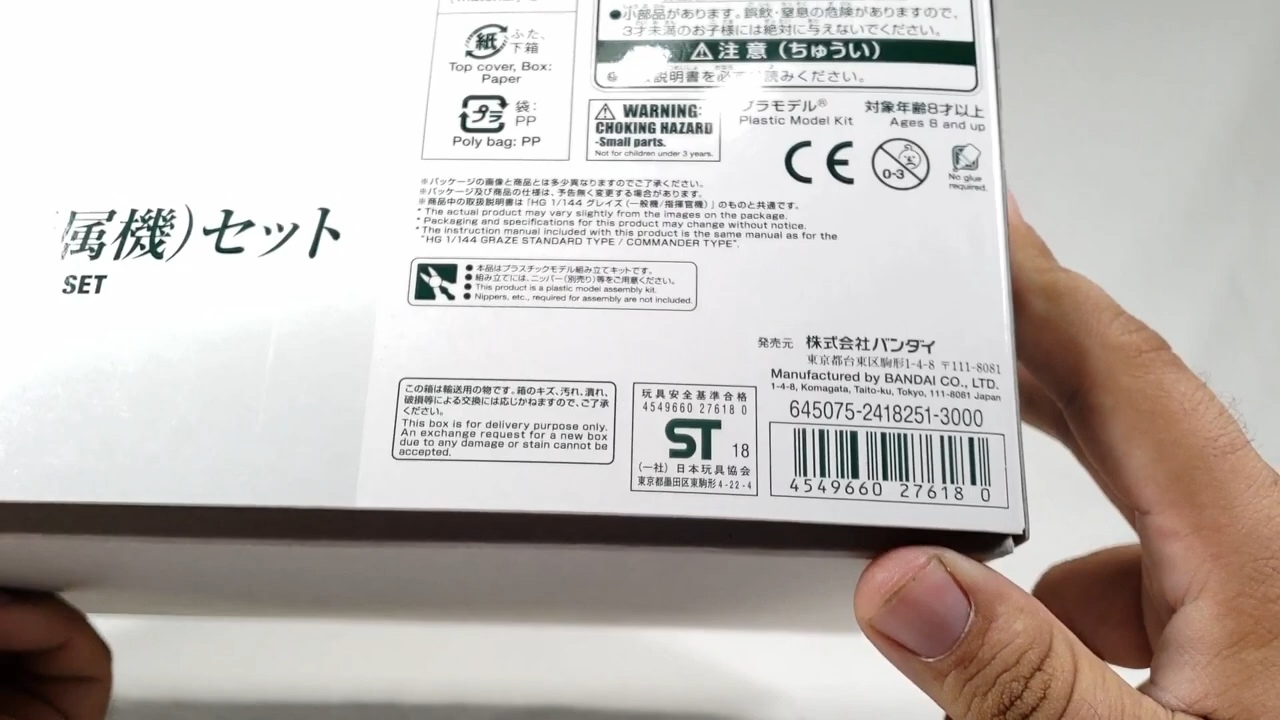 小部品があります。誤飲・窒息の危険がありますので、
3才未満のお子様には絶対に与えないでください。
注意（ちゅうい）
説明書を必
読みください。
紙
ふた、
下箱
Top cover, Box:
Paper
プラ
袋:
PP
Poly bag: PP
WARNING:
CHOKING HAZARD
-Small parts.
Not for children under 3 years.
プラモデル®
Plastic Model Kit
対象年齢8才以上
Ages 8 and up
CE
0-3
No glue
required.
※パッケージの画像と商品とは多少異なりますのでご了承ください。
※パッケージ及び商品の仕様は、予告無く変更する場合があります。
※商品中の取扱説明書は「HG 1/144 グレイズ（一般機/指揮官機）」のものと共通です。
* The actual product may vary slightly from the images on the package.
* Packaging and specifications for this product may change without notice.
* The instruction manual included with this product is the same manual as for the
"HG 1/144 GRAZE STANDARD TYPE / COMMANDER TYPE".
属機）セット
SET
● 本品はプラスチックモデル組み立てキットです。
● 組み立てには、ニッパー（別売り）等をご用意ください。
● This product is a plastic model assembly kit.
● Nippers, etc., required for assembly are not included.
発売元 株式会社バンダイ
東京都台東区駒形1-4-8 〒111-8081
Manufactured by BANDAI CO., LTD.
1-4-8, Komagata, Taito-ku, Tokyo, 111-8081 Japan
645075-2418251-3000
4549660 27618 0
この箱は輸送用の物です。箱のキズ、汚れ、潰れ、
破損等による交換には応じかねますので、ご了承
ください。
This box is for delivery purpose only.
An exchange request for a new box
due to any damage or stain cannot be
accepted.
玩具安全基準合格
4549660 27618 0
ST 18
（一社）日本玩具協会
東京都墨田区東駒形4-22-4